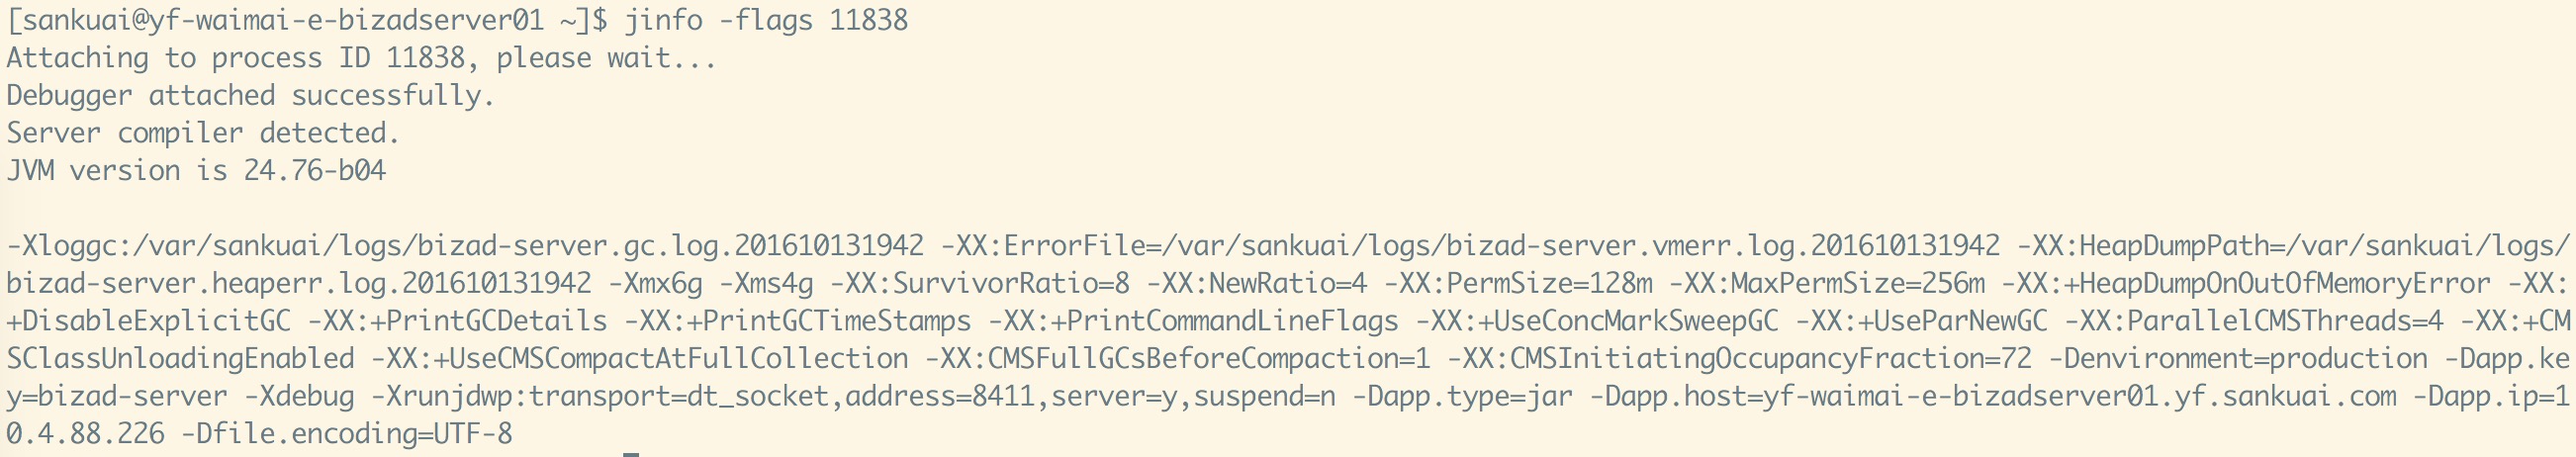 [sankuai@yf-waimai-e-bizadserver01 ~]$ jinfo -flags 11838
Attaching to process ID 11838, please wait...
Debugger attached successfully.
Server compiler detected.
JVM version is 24.76-b04
-Xloggc:/var/sankuai/logs/bizad-server.gc.log.201610131942 -XX:ErrorFile=/var/sankuai/logs/bizad-server.vmerr.log.201610131942 -XX:HeapDumpPath=/var/sankuai/logs/
bizad-server.heaperr.log.201610131942 -Xmx6g -Xms4g -XX:SurvivorRatio=8 -XX:NewRatio=4 -XX:PermSize=128m -XX:MaxPermSize=256m -XX:+HeapDumpOnOutOfMemoryError -XX:
+DisableExplicitGC -XX:+PrintGCDetails -XX:+PrintGCTimeStamps -XX:+PrintCommandLineFlags -XX:+UseConcMarkSweepGC -XX:+UseParNewGC -XX:ParallelCMSThreads=4 -XX:+CM
SClassUnloadingEnabled -XX:+UseCMSCompactAtFullCollection -XX:CMSFullGCsBeforeCompaction=1 -XX:CMSInitiatingOccupancyFraction=72 -Denvironment=production -Dapp.ke
y=bizad-server -Xdebug -Xrunjdwp:transport=dt_socket,address=8411,server=y,suspend=n -Dapp.type=jar -Dapp.host=yf-waimai-e-bizadserver01.yf.sankuai.com -Dapp.ip=1
0.4.88.226 -Dfile.encoding=UTF-8